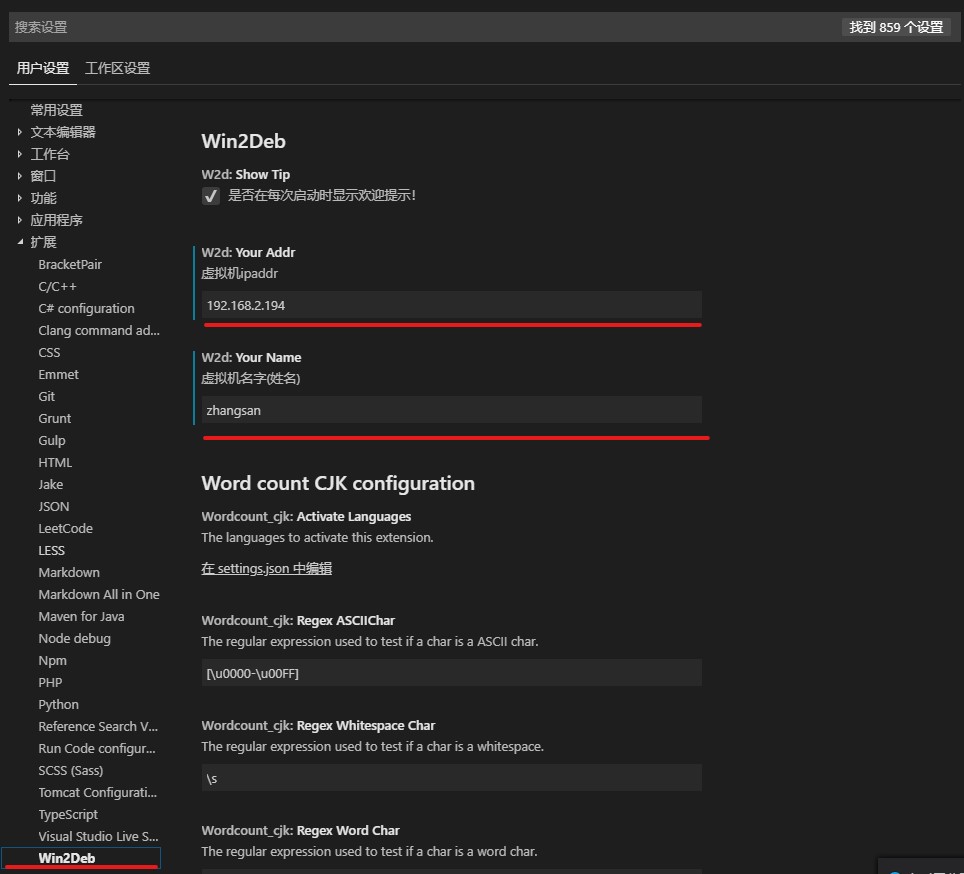 搜索设置
找到 859 个设置
用户设置 工作区设置
常用设置
文本编辑器
工作台
窗口
功能
应用程序
扩展
BracketPair
C/C++
C# configuration
Clang command ad...
CSS
Emmet
Git
Grunt
Gulp
HTML
Jake
JSON
LeetCode
LESS
Markdown
Markdown All in One
Maven for Java
Node debug
Npm
PHP
Python
Reference Search V...
Run Code configur...
SCSS (Sass)
Tomcat Configurati...
TypeScript
Visual Studio Live S...
Win2Deb
Win2Deb
W2d: Show Tip
是否在每次启动时显示欢迎提示!
W2d: Your Addr
虚拟机ipaddr
192.168.2.194
W2d: Your Name
虚拟机名字(姓名)
zhangsan
Word count CJK configuration
Wordcount_cjk: Activate Languages
The languages to activate this extension.
在 settings.json 中编辑
Wordcount_cjk: Regex ASCIIChar
The regular expression used to test if a char is a ASCII char.
[\u0000-\u00FF]
Wordcount_cjk: Regex Whitespace Char
The regular expression used to test if a char is a whitespace.
\s
Wordcount_cjk: Regex Word Char
The regular expression used to test if a char is a word char.